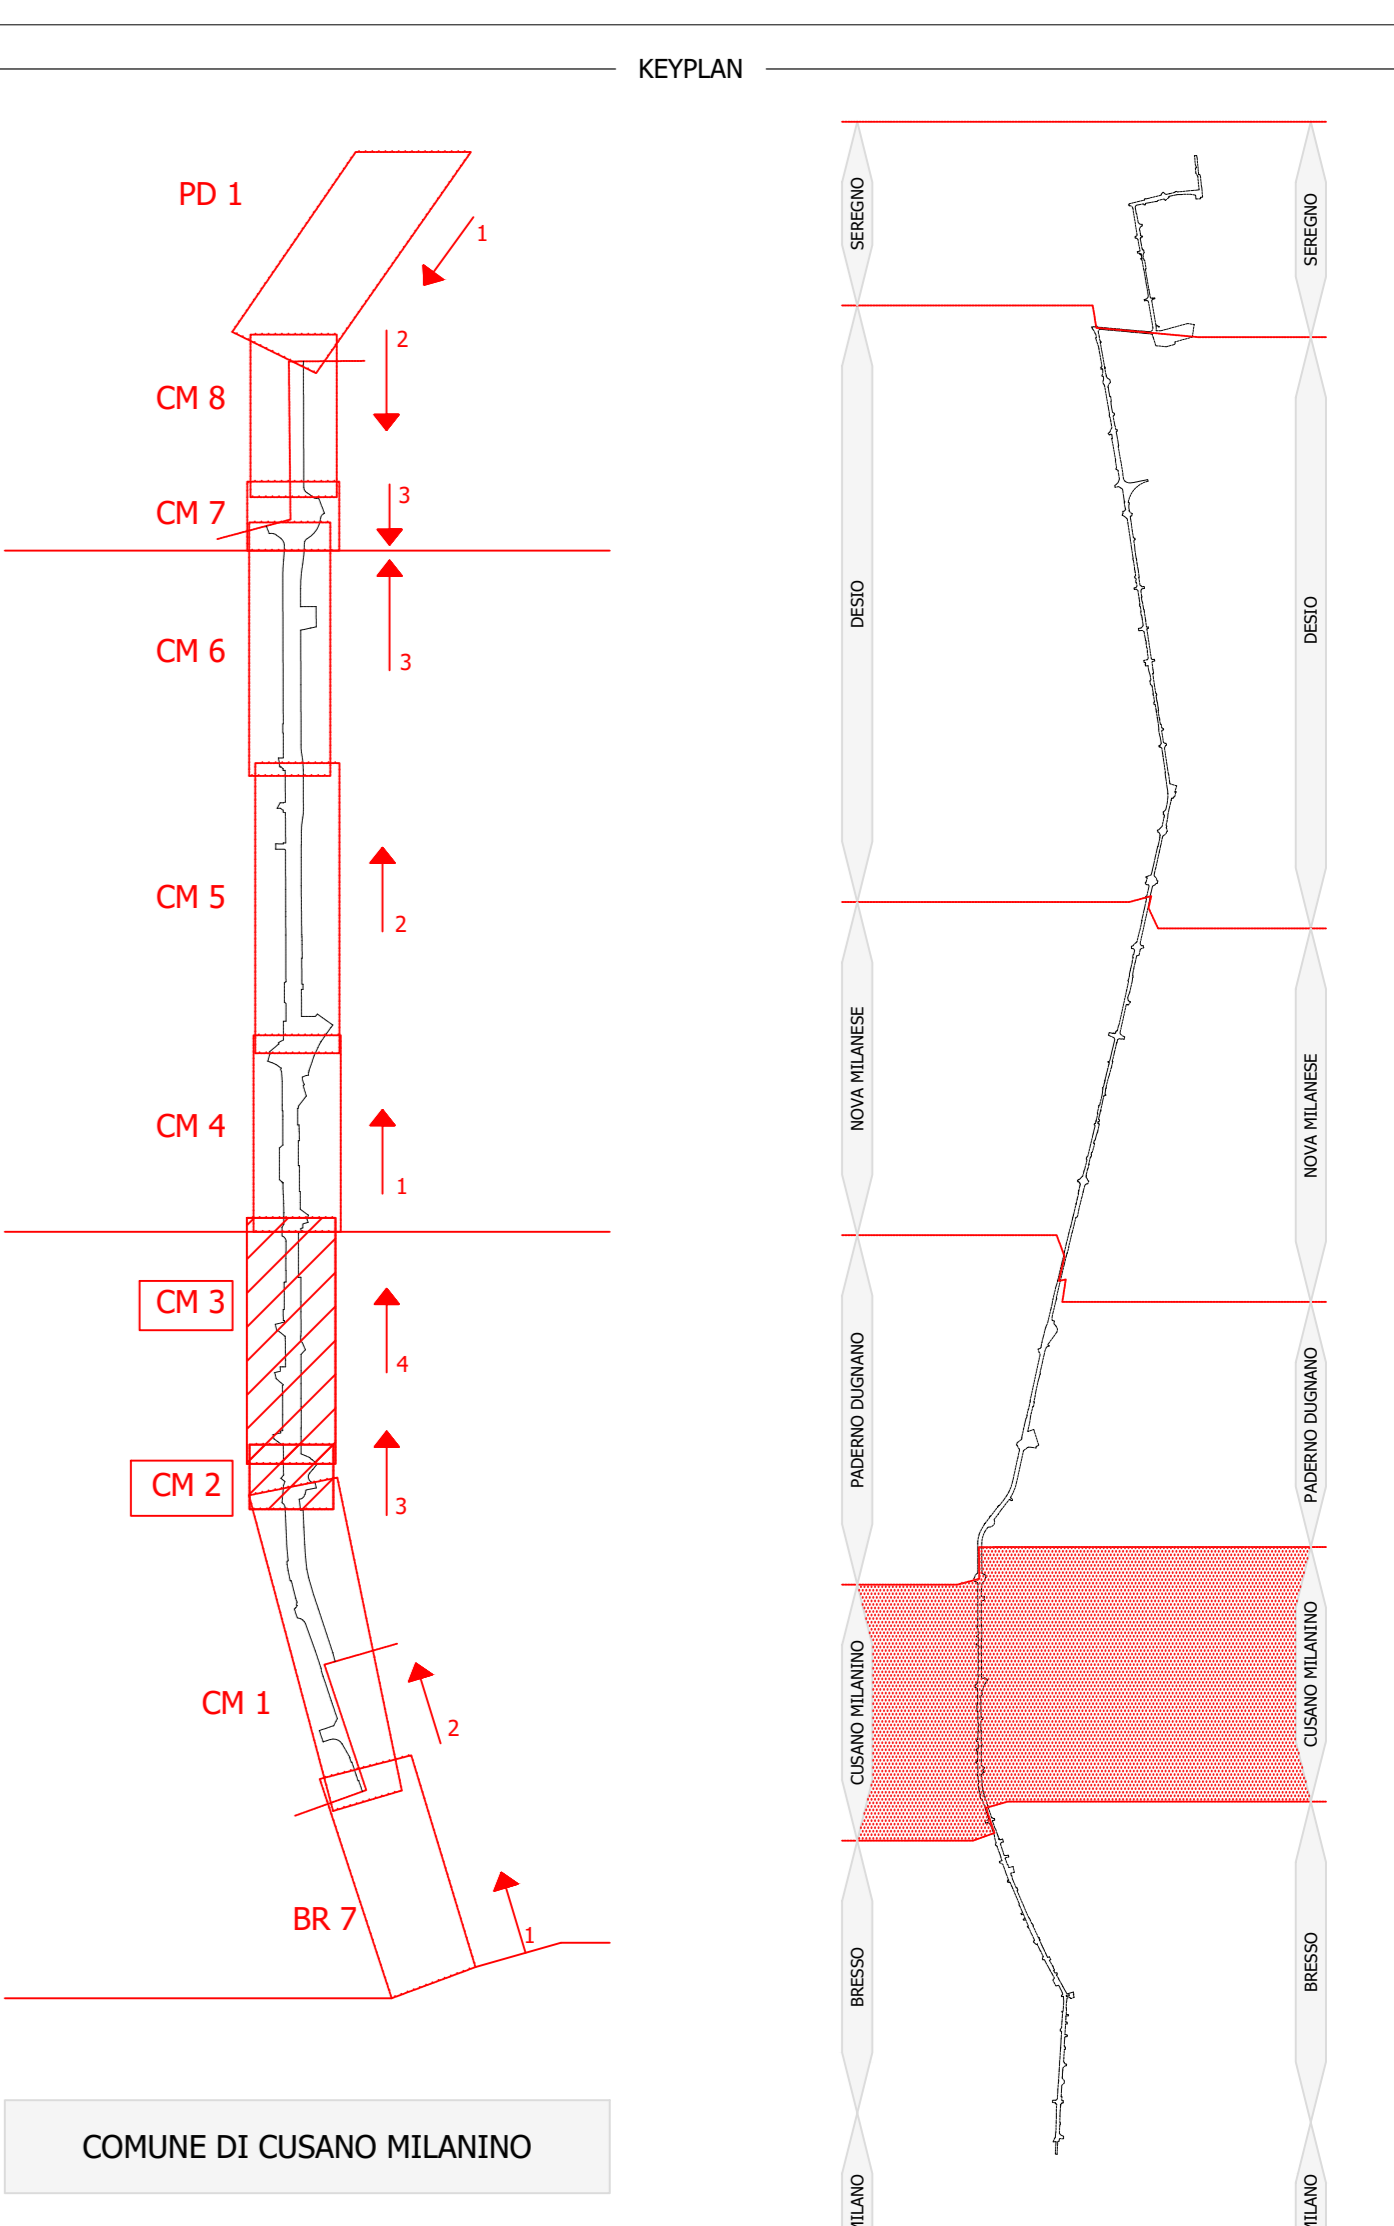 KEYPLAN
PD 1
1
2
CM 8
3
CM 7
CM 6
3
CM 5
2
CM 4
1
CM 3
4
CM 2
3
CM 1
2
BR 7
1
COMUNE DI CUSANO MILANINO
SEREGNO
SEREGNO
DESIO
DESIO
NOVA MILANESE
NOVA MILANESE
PADERNO DUGNANO
PADERNO DUGNANO
CUSANO MILANINO
CUSANO MILANINO
BRESSO
BRESSO
MILANO
MILANO